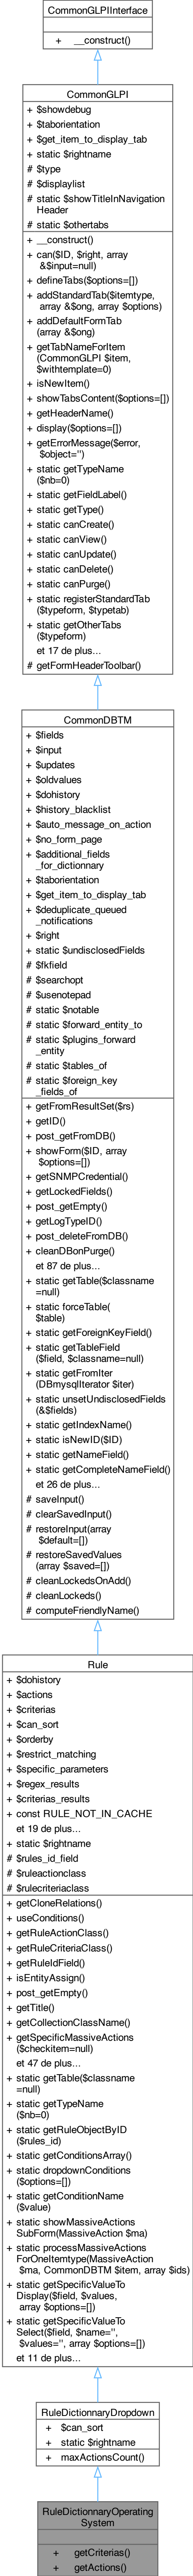 CommonGLPIInterface
+ __construct()
CommonGLPI
+ $showdebug
+ $taborientation
+ $get_item_to_display_tab
+ static $rightname
# $type
# $displaylist
# static $showTitleInNavigation
Header
# static $othertabs
+ __construct()
+ can($ID, $right, array
&$input=null)
+ defineTabs($options=[])
+ addStandardTab($itemtype,
array &$ong, array $options)
+ addDefaultFormTab
(array &$ong)
+ getTabNameForItem
(CommonGLPI $item,
$withtemplate=0)
+ isNewItem()
+ showTabsContent($options=[])
+ getHeaderName()
+ display($options=[])
+ getErrorMessage($error,
$object='')
+ static getTypeName
($nb=0)
+ static getFieldLabel()
+ static getType()
+ static canCreate()
+ static canView()
+ static canUpdate()
+ static canDelete()
+ static canPurge()
+ static registerStandardTab
($typeform, $typetab)
+ static getOtherTabs
($typeform)
et 17 de plus...
# getFormHeaderToolbar()
CommonDBTM
+ $fields
+ $input
+ $updates
+ $oldvalues
+ $dohistory
+ $history_blacklist
+ $auto_message_on_action
+ $no_form_page
+ $additional_fields
_for_dictionnary
+ $taborientation
+ $get_item_to_display_tab
+ $deduplicate_queued
_notifications
+ $right
+ static $undisclosedFields
# $fkfield
# $searchopt
# $usenotepad
# static $notable
# static $forward_entity_to
# static $plugins_forward
_entity
# static $tables_of
# static $foreign_key
_fields_of
+ getFromResultSet($rs)
+ getID()
+ post_getFromDB()
+ showForm($ID, array
$options=[])
+ getSNMPCredential()
+ getLockedFields()
+ post_getEmpty()
+ getLogTypeID()
+ post_deleteFromDB()
+ cleanDBonPurge()
et 87 de plus...
+ static getTable($classname
=null)
+ static forceTable(
$table)
+ static getForeignKeyField()
+ static getTableField
($field, $classname=null)
+ static getFromIter
(DBmysqlIterator $iter)
+ static unsetUndisclosedFields
(&$fields)
+ static getIndexName()
+ static isNewID($ID)
+ static getNameField()
+ static getCompleteNameField()
et 26 de plus...
# saveInput()
# clearSavedInput()
# restoreInput(array
$default=[])
# restoreSavedValues
(array $saved=[])
# cleanLockedsOnAdd()
# cleanLockeds()
# computeFriendlyName()
Rule
+ $dohistory
+ $actions
+ $criterias
+ $can_sort
+ $orderby
+ $restrict_matching
+ $specific_parameters
+ $regex_results
+ $criterias_results
+ const RULE_NOT_IN_CACHE
et 19 de plus...
+ static $rightname
# $rules_id_field
# $ruleactionclass
# $rulecriteriaclass
+ getCloneRelations()
+ useConditions()
+ getRuleActionClass()
+ getRuleCriteriaClass()
+ getRuleIdField()
+ isEntityAssign()
+ post_getEmpty()
+ getTitle()
+ getCollectionClassName()
+ getSpecificMassiveActions
($checkitem=null)
et 47 de plus...
+ static getTable($classname
=null)
+ static getTypeName
($nb=0)
+ static getRuleObjectByID
($rules_id)
+ static getConditionsArray()
+ static dropdownConditions
($options=[])
+ static getConditionName
($value)
+ static showMassiveActions
SubForm(MassiveAction $ma)
+ static processMassiveActions
ForOneItemtype(MassiveAction
$ma, CommonDBTM $item, array $ids)
+ static getSpecificValueTo
Display($field, $values,
array $options=[])
+ static getSpecificValueTo
Select($field, $name='',
$values='', array $options=[])
et 11 de plus...
RuleDictionnaryDropdown
+ $can_sort
+ static $rightname
+ maxActionsCount()
RuleDictionnaryOperating
System
+ getCriterias()
+ getActions()